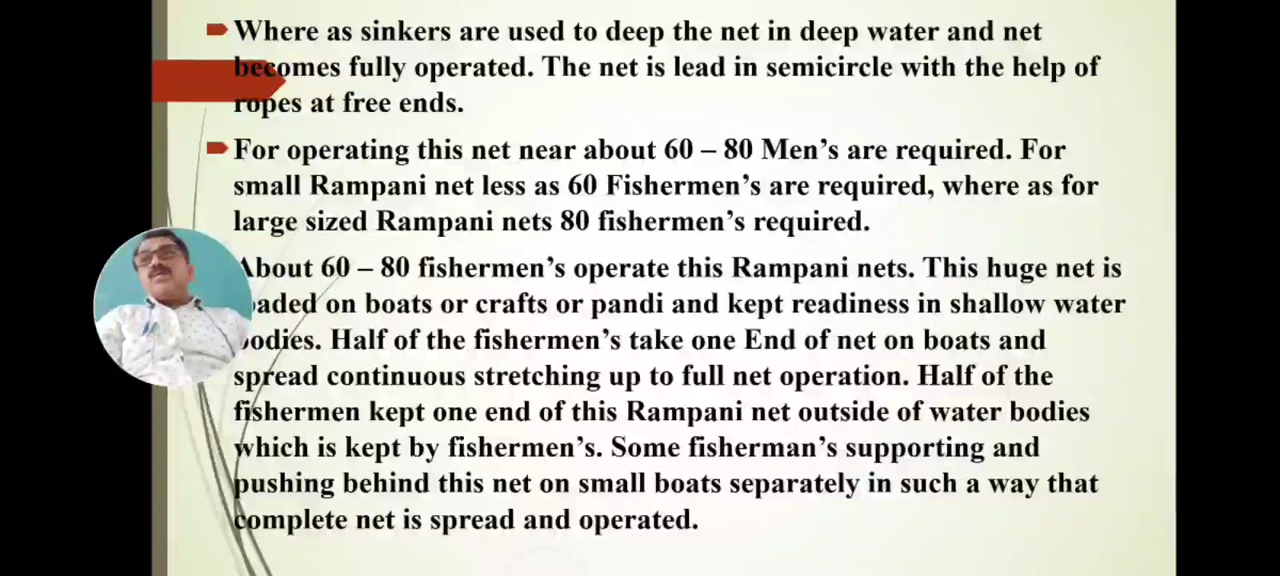 Where as sinkers are used to deep the net in deep water and net
becomes fully operated. The net is lead in semicircle with the help of
ropes at free ends.
For operating this net near about 60 – 80 Men's are required. For
small Rampani net less as 60 Fishermen's are required, where as for
large sized Rampani nets 80 fishermen's required.
About 60 – 80 fishermen's operate this Rampani nets. This huge net is
on boats or crafts or pandi and kept readiness in shallow water
Half of the fishermen's take one End of net on boats and
spread continuous stretching up to full net operation. Half of the
fishermen kept one end of this Rampani net outside of water bodies
which is kept by fishermen's. Some fisherman's supporting and
pushing behind this net on small boats separately in such a way that
complete net is spread and operated.